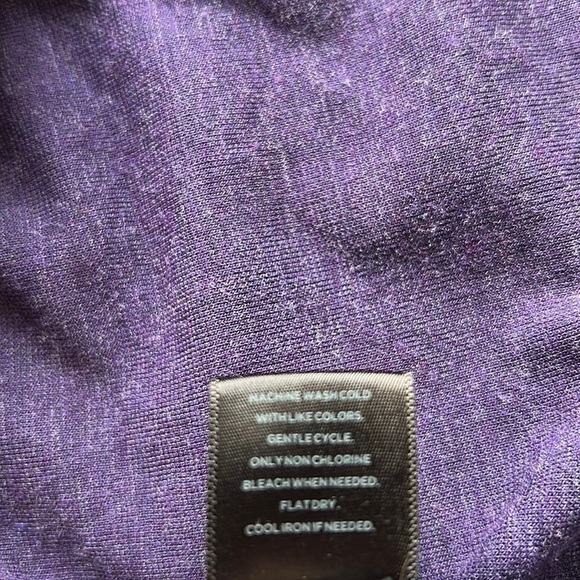 MACHINE WASH COLD
WITH LIKE COLORS.
GENTLE CYCLE.
ONLY NON CHLORINE
BLEACH WHEN NEEDED.
FLAT DRY.
COOL IRON IF NEEDED.